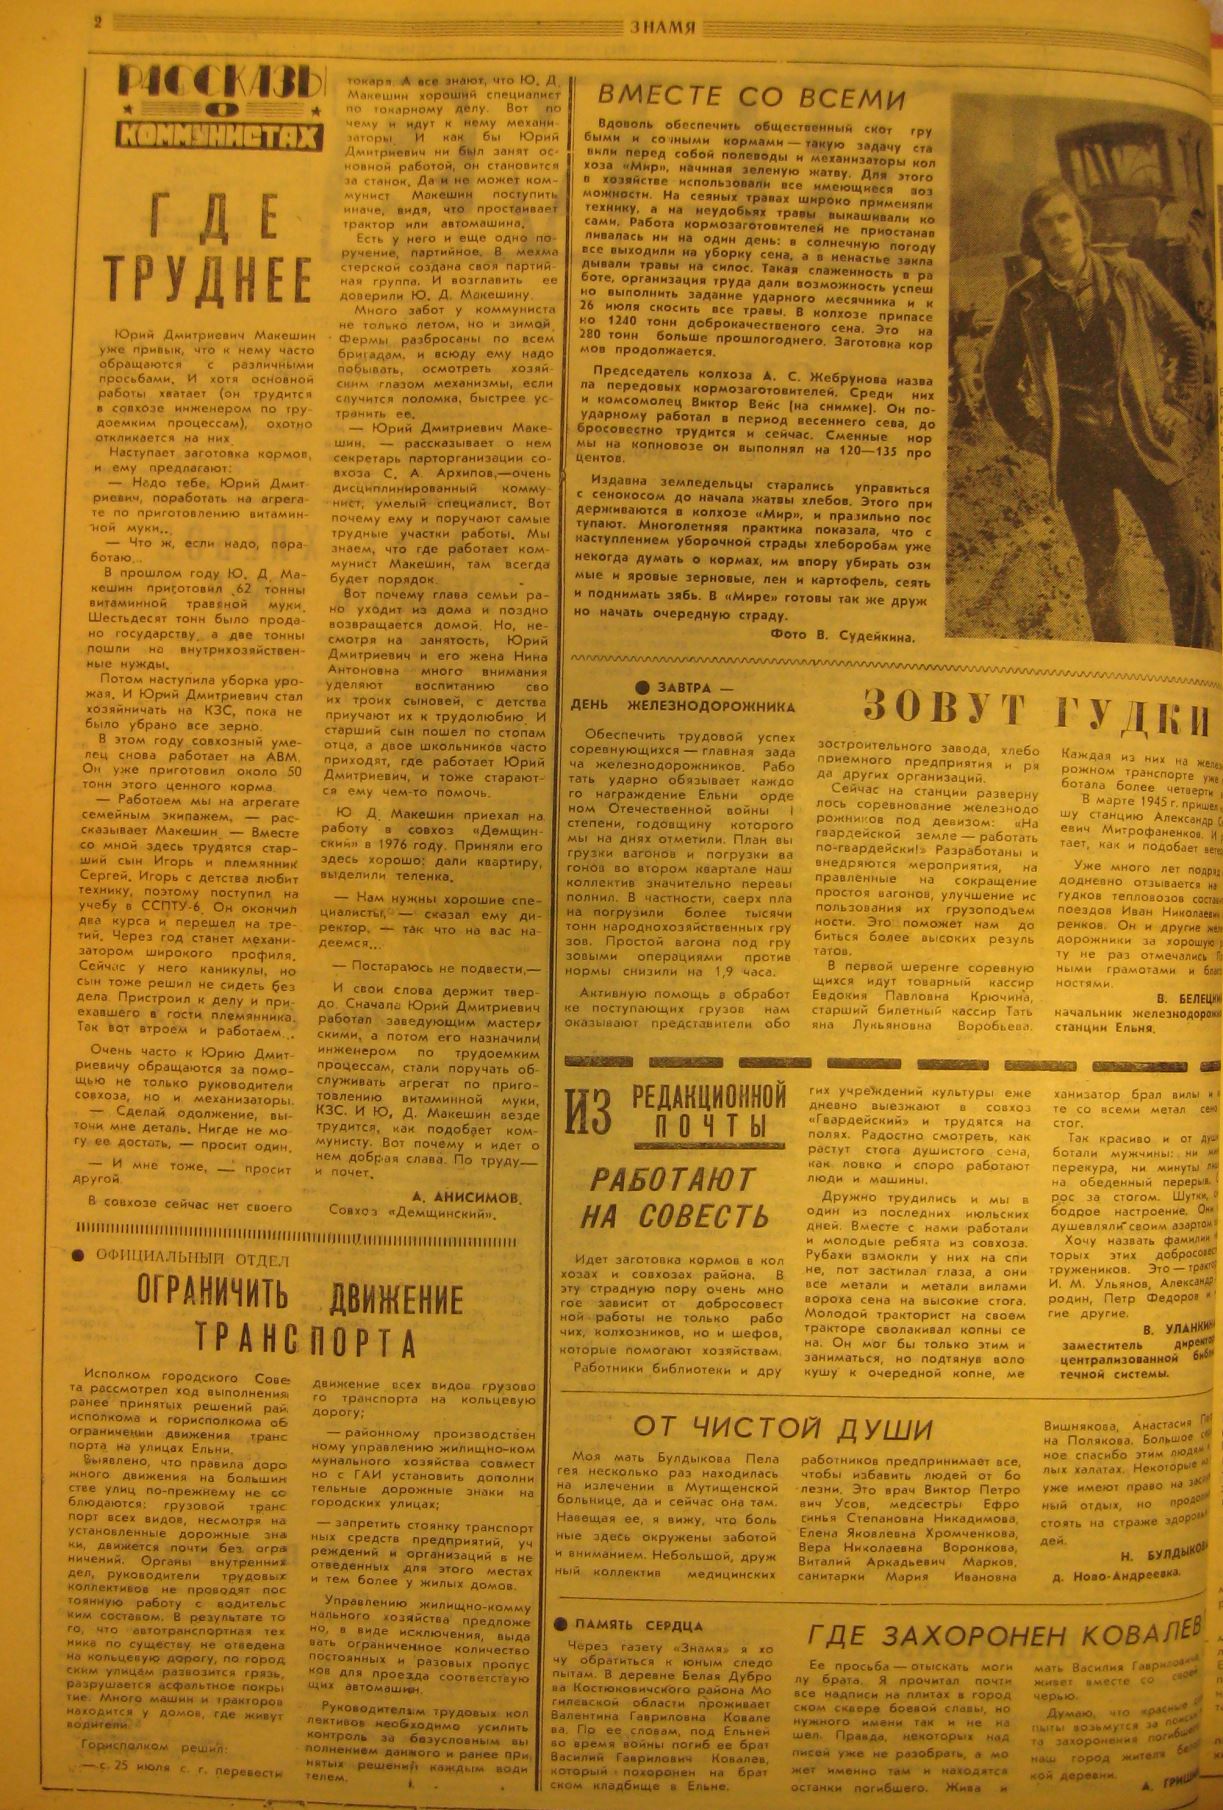 2
ЗНАМЯ
РАССКАЗЫ
О
КОММУНИСТАХ
ГДЕ
ТРУДНЕЕ
Юрий Дмитриевич Макешин
уже привык, что к нему часто
обращаются с различными
просьбами. И хотя основной
работы хватает (он трудится
в совхозе инженером по тру-
доемким процессам), охотно
откликается на них.
Наступает заготовка кормов,
и ему предлагают:
— Надо тебе, Юрий Дмит-
риевич, поработать на агрега-
те по приготовлению витамин-
ной муки...
— Что ж, если надо, пора-
ботаю...
В прошлом году Ю. Д. Ма-
кешин приготовил 62 тонны
витаминной травяной муки.
Шестьдесят тонн было прода-
но государству, а две тонны
пошли на внутрихозяйствен-
ные нужды.
Потом наступила уборка уро-
жая. И Юрий Дмитриевич стал
хозяйничать на КЗС, пока не
было убрано все зерно.
В этом году совхозный уме-
лец снова работает на АВМ.
Он уже приготовил около 50
тонн этого ценного корма.
— Работаем мы на агрегате
семейным экипажем, — рас-
сказывает Макешин. — Вместе
со мной здесь трудятся стар-
ший сын Игорь и племянник
Сергей. Игорь с детства любит
технику, поэтому поступил на
учебу в ССПТУ-6. Он окончил
два курса и перешел на тре-
тий. Через год станет механи-
затором широкого профиля.
Сейчас у него каникулы, но
сын тоже решил не сидеть без
дела. Пристроил к делу и при-
ехавшего в гости племянника.
Так вот втроем и работаем...
Очень часто к Юрию Дмит-
риевичу обращаются за помо-
щью не только руководители
совхоза, но и механизаторы.
— Сделай одолжение, вы-
точи мне деталь. Нигде не мо-
гу ее достать, — просит один.
— И мне тоже, — просит
другой.
В совхозе сейчас нет своего
токаря. А все знают, что Ю. Д.
Макешин хороший специалист
по токарному делу. Вот по
чему и идут к нему механи-
заторы. И как бы Юрий
Дмитриевич ни был занят ос-
новной работой, он становится
за станок. Да и не может ком-
мунист Макешин поступить
иначе, видя, что простаивает
трактор или автомашина.
Есть у него и еще одно по-
ручение, партийное. В мехма
стерской создана своя партий-
ная группа. И возглавить ее
доверили Ю. Д. Макешину.
Много забот у коммуниста
не только летом, но и зимой.
Фермы разбросаны по всем
бригадам, и всюду ему надо
побывать, осмотреть хозяй-
ским глазом механизмы, если
случится поломка, быстрее ус-
транить ее.
— Юрий Дмитриевич Маке-
шин, — рассказывает о нем
секретарь парторганизации со-
вхоза С. А. Архипов,—очень
дисциплинированный комму-
нист, умелый специалист. Вот
почему ему и поручают самые
трудные участки работы. Мы
знаем, что где работает ком-
мунист Макешин, там всегда
будет порядок.
Вот почему глава семьи ра-
но уходит из дома и поздно
возвращается домой. Но, не-
смотря на занятость, Юрий
Дмитриевич и его жена Нина
Антоновна много внимания
уделяют воспитанию сво
их троих сыновей, с детства
приучают их к трудолюбию. И
старший сын пошел по стопам
отца, а двое школьников часто
приходят, где работает Юрий
Дмитриевич, и тоже старают-
ся ему чем-то помочь.
Ю. Д. Макешин приехал на
работу в совхоз «Демщин-
ский» в 1976 году. Приняли его
здесь хорошо: дали квартиру,
выделили теленка.
— Нам нужны хорошие спе-
циалисты, — сказал ему ди-
ректор, — так что на вас на-
деемся...
— Постараюсь не подвести,—
И свои слова держит твер-
до. Сначала Юрий Дмитриевич
работал заведующим мастер-
скими, а потом его назначили
инженером по трудоемким
процессам, стали поручать об-
служивать агрегат по приго-
товлению витаминной муки,
КЗС. И Ю. Д. Макешин везде
трудится, как подобает ком-
мунисту. Вот почему и идет о
нем добрая слава. По труду—
и почет.
А. АНИСИМОВ.
Совхоз «Демщинский».
● ОФИЦИАЛЬНЫЙ ОТДЕЛ
ОГРАНИЧИТЬ ДВИЖЕНИЕ
ТРАНСПОРТА
Исполком городского Сове-
та рассмотрел ход выполнения
ранее принятых решений рай
исполкома и горисполкома об
ограничении движения транс
порта на улицах Ельни.
Выявлено, что правила доро
жного движения на большин
стве улиц по-прежнему не со
блюдаются: грузовой транс
порт всех видов, несмотря на
установленные дорожные зна
ки, движется почти без огра
ничений. Органы внутренних
дел, руководители трудовых
коллективов не проводят пос
тоянную работу с водительс
ким составом. В результате то
го, что автотранспортная тех
ника по существу не отведена
на кольцевую дорогу, по город
ским улицам развозится грязь,
разрушается асфальтное покры
тие. Много машин и тракторов
находится у домов, где живут
водители.
Горисполком решил:
— с 25 июля с. г. перевести
движение всех видов грузово
го транспорта на кольцевую
дорогу;
— районному производствен
ному управлению жилищно-ком
мунального хозяйства совмест
но с ГАИ установить дополни
тельные дорожные знаки на
городских улицах;
— запретить стоянку транспорт
ных средств предприятий, уч
реждений и организаций в не
отведенных для этого местах
и тем более у жилых домов.
Управлению жилищно-комму
нального хозяйства предложе
но, в виде исключения, выда
вать ограниченное количество
постоянных и разовых пропус
ков для проезда соответствую
щих автомашин.
Руководителям трудовых кол
лективов необходимо усилить
контроль за безусловным вы
полнением данного и ранее при
нятых решений каждым води
телем.
ВМЕСТЕ СО ВСЕМИ
Вдоволь обеспечить общественный скот гру
быми и сочными кормами — такую задачу ста
вили перед собой полеводы и механизаторы кол
хоза «Мир», начиная зеленую жатву. Для этого
в хозяйстве использовали все имеющиеся воз
можности. На сеяных травах широко применяли
технику, а на неудобьях травы выкашивали ко
сами. Работа кормозаготовителей не приостанав
ливалась ни на один день: в солнечную погоду
все выходили на уборку сена, а в ненастье закла
дывали травы на силос. Такая слаженность в ра
боте, организация труда дали возможность успеш
но выполнить задание ударного месячника и к
26 июля скосить все травы. В колхозе припасе
но 1240 тонн доброкачественого сена. Это на
280 тонн больше прошлогоднего. Заготовка кор
мов продолжается.
Председатель колхоза А. С. Жебрунова назва
ла передовых кормозаготовителей. Среди них
и комсомолец Виктор Вейс (на снимке). Он по-
ударному работал в период весеннего сева, до
бросовестно трудится и сейчас. Сменные нор
мы на копновозе он выполнял на 120—135 про
центов.
Издавна земледельцы старались управиться
с сенокосом до начала жатвы хлебов. Этого при
держиваются в колхозе «Мир», и празильно пос
тупают. Многолетняя практика показала, что с
наступлением уборочной страды хлеборобам уже
некогда думать о кормах, им впору убирать ози
мые и яровые зерновые, лен и картофель, сеять
и поднимать зябь. В «Мире» готовы так же друж
но начать очередную страду.
Фото В. Судейкина.
● ЗАВТРА —
ДЕНЬ ЖЕЛЕЗНОДОРОЖНИКА
ЗОВУТ ГУДКИ
Обеспечить трудовой успех
соревнующихся — главная зада
ча железнодорожников. Рабо
тать ударно обязывает каждо
го награждение Ельни орде
ном Отечественной войны I
степени, годовщину которого
мы на днях отметили. План вы
грузки вагонов и погрузки ва
гонов во втором квартале наш
коллектив значительно перевы
полнил. В частности, сверх пла
на погрузили более тысячи
тонн народнохозяйственных гру
зов. Простой вагона под гру
зовыми операциями против
нормы снизили на 1,9 часа.
Активную помощь в обработ
ке поступающих грузов нам
оказывают представители або
зостроительного завода, хлебо
приемного предприятия и ря
да других организаций.
Сейчас на станции разверну
лось соревнование железнодо
рожников под девизом: «На
гвардейской земле — работать
по-гвардейски!» Разработаны и
внедряются мероприятия, на
правленные на сокращение
простоя вагонов, улучшение ис
пользования их грузоподъем
ности. Это поможет нам до
биться более высоких резуль
татов.
В первой шеренге соревную
щихся идут товарный кассир
Евдокия Павловна Крючина,
старший билетный кассир Тать
яна Лукьяновна Воробьева.
Каждая из них на желез
рожном транспорте уже
ботала более четверти
В марте 1945 г. пришел
шу станцию Александр
евич Митрофаненков. И
тает, как и подобает
Уже много лет подряд
додневно отзывается на
гудков тепловозов
поездов Иван Николаевич
ренков. Он и другие
дорожники за хорошую
ту не раз отмечались
ными грамотами и
ностями.
В. БЕЛЕЦКИЙ
начальник железнодорож
станции Ельня.
ИЗ РЕДАКЦИОННОЙ
ПОЧТЫ
РАБОТАЮТ
НА СОВЕСТЬ
Идет заготовка кормов в кол
хозах и совхозах района. В
эту страдную пору очень мно
гое зависит от добросовест
ной работы не только рабо
чих, колхозников, но и шефов,
которые помогают хозяйствам.
Работники библиотеки и дру
гих учреждений культуры еже
дневно выезжают в совхоз
«Гвардейский» и трудятся на
полях. Радостно смотреть, как
растут стога душистого сена,
как ловко и споро работают
люди и машины.
Дружно трудились и мы в
один из последних июльских
дней. Вместе с нами работали
и молодые ребята из совхоза.
Рубахи взмокли у них на спи
не, пот застилал глаза, а они
все метали и метали вилами
вороха сена на высокие стога.
Молодой тракторист на своем
тракторе сволакивал копны се
на. Он мог бы только этим и
заниматься, но подтянув воло
кушу к очередной копне, ме
ханизатор брал вилы и
те со всеми метал
стог.
Так красиво и от
ботали мужчины: ни
перекура, ни минуты
на обеденный перерыв.
рос за стогом. Шутки,
бодрое настроение. Они
душевляли своим азартом
Хочу назвать фамилии
торых этих добросовест
тружеников. Это —
И. М. Ульянов, Александр
родин, Петр Федоров и
гие другие.
В. УЛАНКИНА
заместитель
централизованной
течной системы.
ОТ ЧИСТОЙ ДУШИ
Моя мать Булдыкова Пела
гея несколько раз находилась
на излечении в Мутищенской
больнице, да и сейчас она там.
Навещая ее, я вижу, что боль
ные здесь окружены заботой
и вниманием. Небольшой, друж
ный коллектив медицинских
работников предпринимает все,
чтобы избавить людей от бо
лезни. Это врач Виктор Петро
вич Усов, медсестры Ефро
синья Степановна Никадимова,
Елена Яковлевна Хромченкова,
Вера Николаевна Воронкова,
Виталий Аркадьевич Марков,
санитарки Мария Ивановна
Вишнякова, Анастасия
на Полякова. Большое
ное спасибо этим людям
лых халатах. Некоторые
уже имеют право на
ный отдых, но
стоять на страже
дей.
Н. БУЛДЫКОВ
д. Ново-Андреевка.
● ПАМЯТЬ СЕРДЦА
ГДЕ ЗАХОРОНЕН КОВАЛЕВ
Через газету «Знамя» я хо
чу обратиться к юным следо
пытам. В деревне Белая Дубро
ва Костюковичского района Мо
гилевской области проживает
Валентина Гавриловна Ковале
ва. По ее словам, под Ельней
во время войны погиб ее брат
Василий Гаврилович Ковалев,
который похоронен на брат
ском кладбище в Ельне.
Ее просьба — отыскать моги
лу брата. Я прочитал почти
все надписи на плитах в город
ском сквере боевой славы, но
нужного имени так и не на
шел. Правда, некоторых над
писей уже не разобрать, а мо
жет именно там и находятся
останки погибшего. Жива и
мать Василия Гавриловича
живет вместе со своей
черью.
Думаю, что красные
пыты возьмутся за
та захоронения погибшего
наш город жителя
кой деревни.
А.